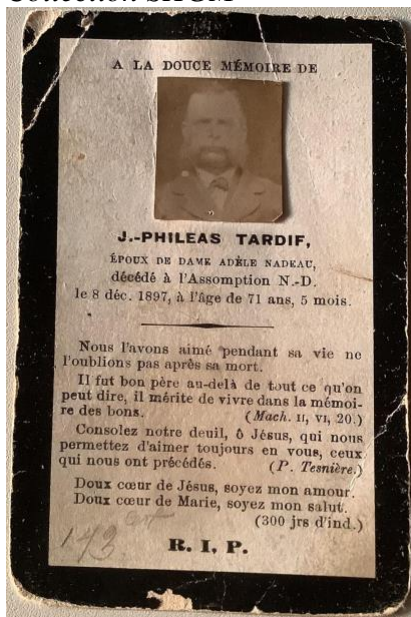 A LA DOUCE MÉMOIRE DE
J.-PHILEAS TARDIF,
ÉPOUX DE DAME ADÈLE NADEAU,
décédé à l'Assomption N.-D.
le 8 déc. 1897, à l'âge de 71 ans, 5 mois.
Nous l'avons aimé pendant sa vie ne
l'oublions pas après sa mort.
Il fut bon père au-delà de tout ce qu'on
peut dire, il mérite de vivre dans la mémoi-
re des bons. (Mach. II, VI, 20.)
Consolez notre deuil, ô Jésus, qui nous
permettez d'aimer toujours en vous, ceux
qui nous ont précédés. (P. Tesnière.)
Doux cœur de Jésus, soyez mon amour.
Doux cœur de Marie, soyez mon salut.
(300 jrs d'ind.)
173
R. I. P.